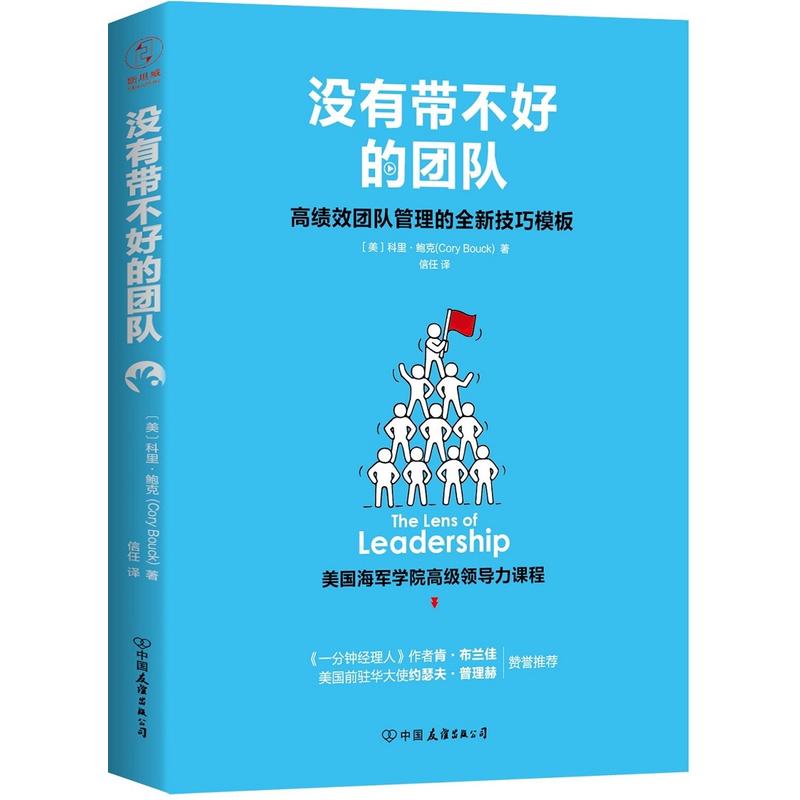 没有带不好
的团队
高绩效团队管理的全新技巧模板
[美] 科里·鲍克(Cory Bouck) 著
信任 译
The Lens of
Leadership
美国海军学院高级领导力课程
《一分钟经理人》作者肯·布兰佳
美国前驻华大使约瑟夫·普理赫
赞誉推荐
中国友谊出版公司
斯坦威
没有带不好的团队
[美] 科里·鲍克 (Cory Bouck) 著
信任 译
中国友谊出版公司